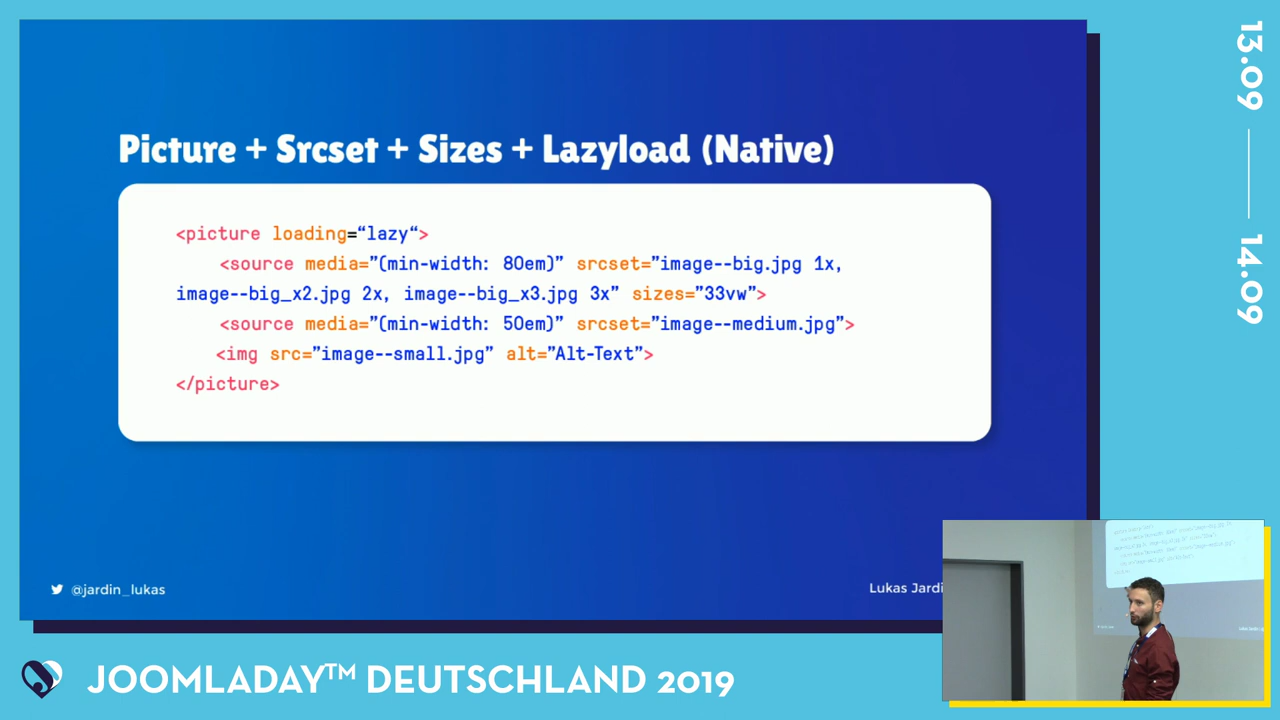 Picture + Srcset + Sizes + Lazyload (Native)
<picture loading=“lazy“>
<source media=”(min-width: 80em)” srcset=”image--big.jpg 1x,
image--big_x2.jpg 2x, image--big_x3.jpg 3x” sizes=”33vw”>
<source media=”(min-width: 50em)” srcset=”image--medium.jpg”>
<img src=”image--small.jpg” alt=”Alt-Text”>
</picture>
@jardin_lukas
Lukas Jardi
JOOMLADAY™ DEUTSCHLAND 2019
13.09
14.09